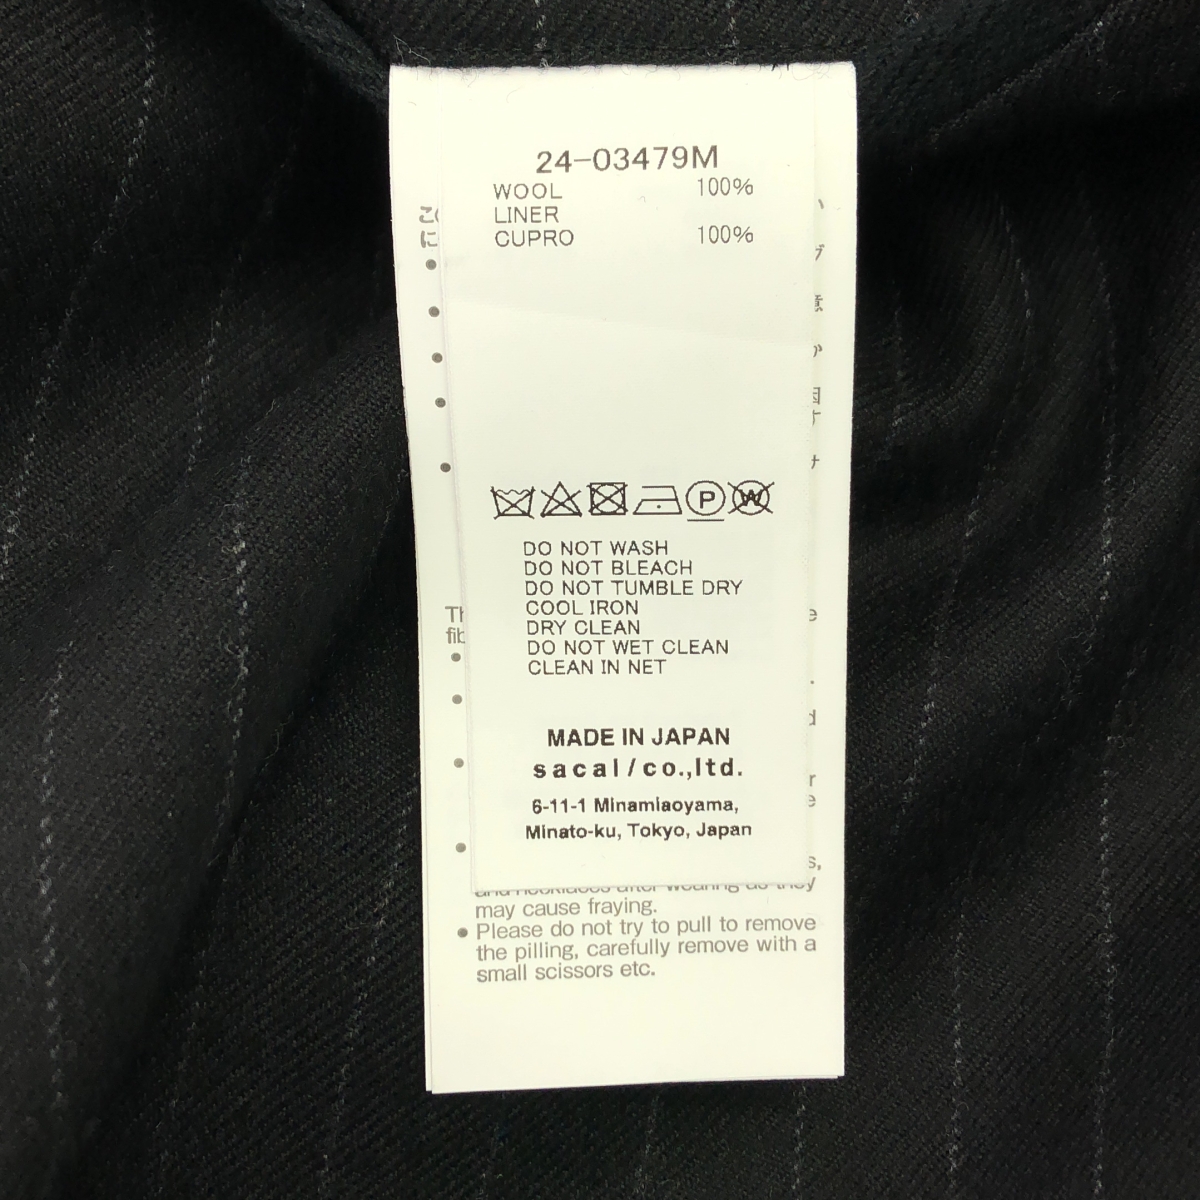 24-03479M
WOOL 100%
LINER
CUPRO 100%
P
W
DO NOT WASH
DO NOT BLEACH
DO NOT TUMBLE DRY
COOL IRON
DRY CLEAN
DO NOT WET CLEAN
CLEAN IN NET
MADE IN JAPAN
sacai/co.,ltd.
6-11-1 Minamiaoyama,
Minato-ku, Tokyo, Japan
may cause fraying.
• Please do not try to pull to remove
the pilling, carefully remove with a
small scissors etc.